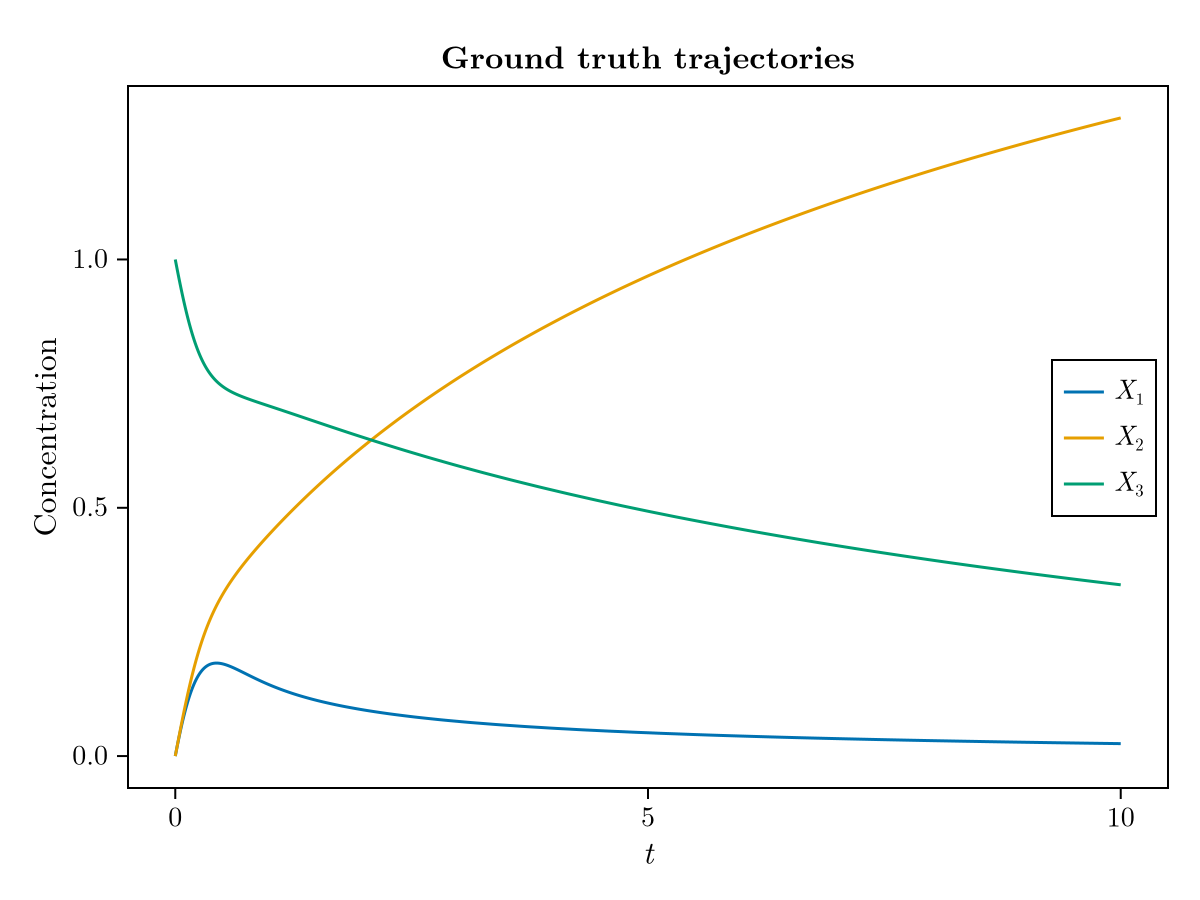 Ground truth trajectories
Concentration
1.0
0.5
0.0
0
5
10
t
X₁
X₂
X₃